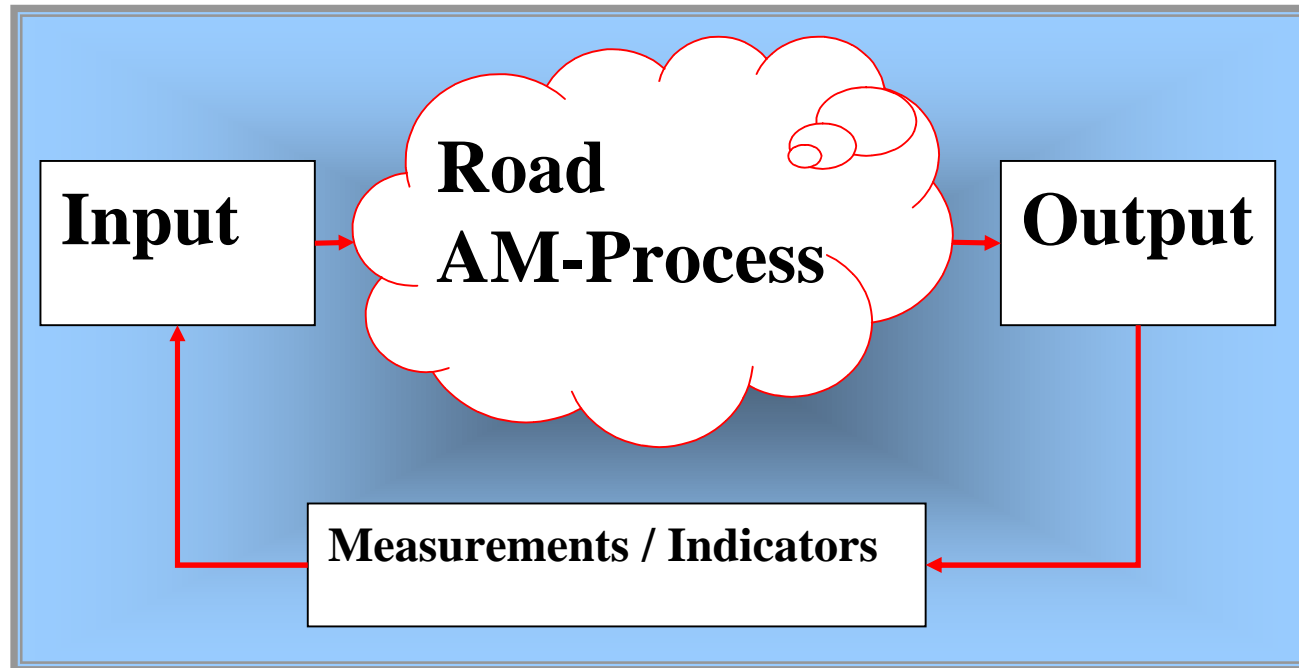 Input
Road
AM-Process
Output
Measurements / Indicators